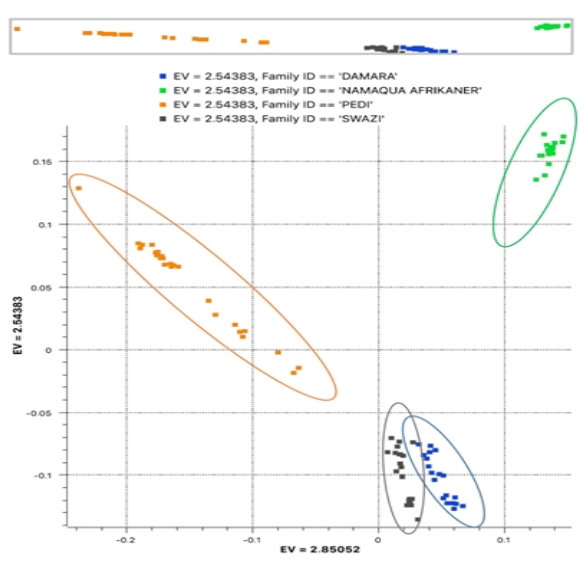 EV = 2.54383, Family ID == 'DAMARA'
EV = 2.54383, Family ID == 'NAMAQUA AFRIKANER'
EV = 2.54383, Family ID == 'PEDI'
EV = 2.54383, Family ID == 'SWAZI'
0.15
0.1
0.05
0
-0.05
-0.1
EV = 2.54383
-0.2
-0.1
0
0.1
EV = 2.85052